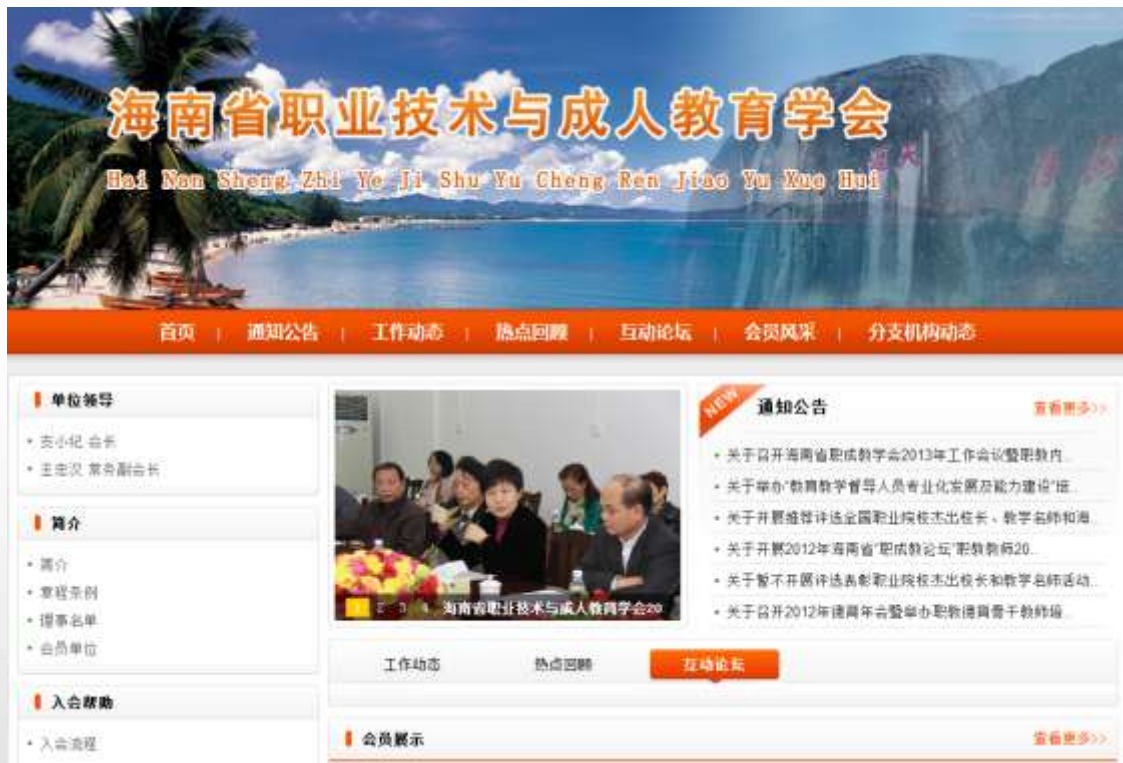 海南省职业技术与成人教育学会
Hai Nan Sheng Zhi Ye Ji Shu Yu Cheng Ren Jiao Yu Xue Hui
首页 | 通知公告 | 工作动态 | 热点回顾 | 互动论坛 | 会员风采 | 分支机构动态
单位领导
会长
常务副会长
简介
简介
章程条例
理事名单
会员单位
入会帮助
入会流程
1 2 3 4 海南省职业技术与成人教育学会20
NEW 通知公告 查看更多>>
关于召开海南省职成教学会2013年工作会议暨职教内...
关于举办“教育教学督导人员专业化发展及能力建设”班...
关于开展推荐评选全国职业院校杰出校长、教学名师和海...
关于开展2012年海南省“职成教论坛”职教教师20...
关于暂不开展评选表彰职业院校杰出校长和教学名师活动...
关于召开2012年德育年会暨举办职教德育骨干教师培...
工作动态 热点回顾 互动论坛
会员展示 查看更多>>